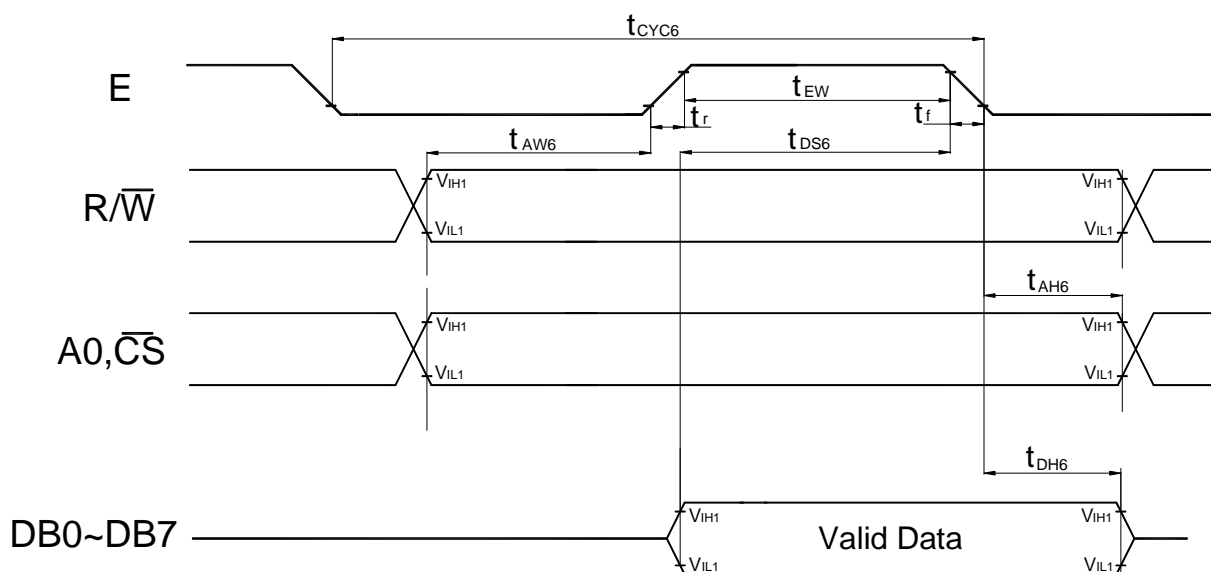 tCYC6
E
tEW
tr
tf
tAW6
tDS6
R/W̅
VIH1
VIH1
VIL1
VIL1
tAH6
A0,C̅S̅
VIH1
VIH1
VIL1
VIL1
tDH6
DB0~DB7
VIH1
Valid Data
VIH1
VIL1
VIL1